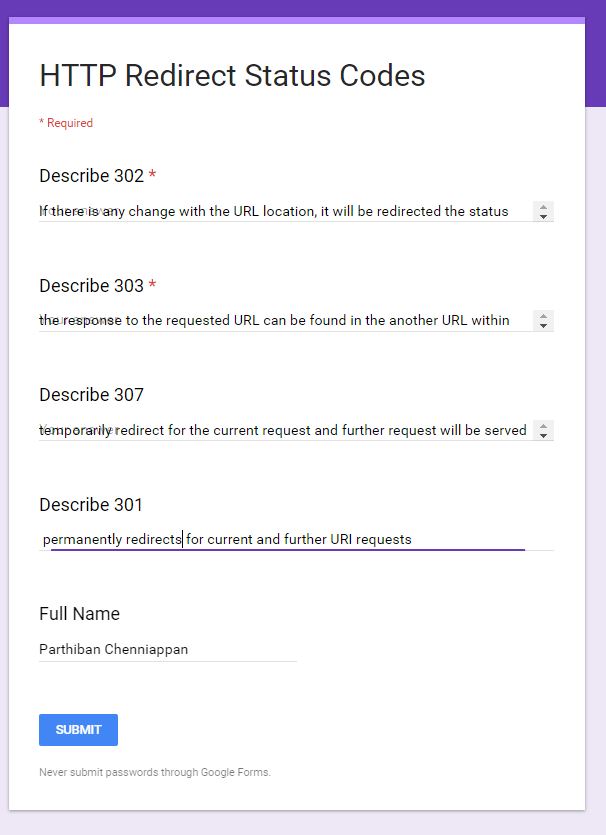 HTTP Redirect Status Codes
* Required
Describe 302 *
If there is any change with the URL location, it will be redirected the status
Describe 303 *
the response to the requested URL can be found in the another URL within
Describe 307
temporarily redirect for the current request and further request will be served
Describe 301
permanently redirects for current and further URI requests
Full Name
Parthiban Chenniappan
SUBMIT
Never submit passwords through Google Forms.